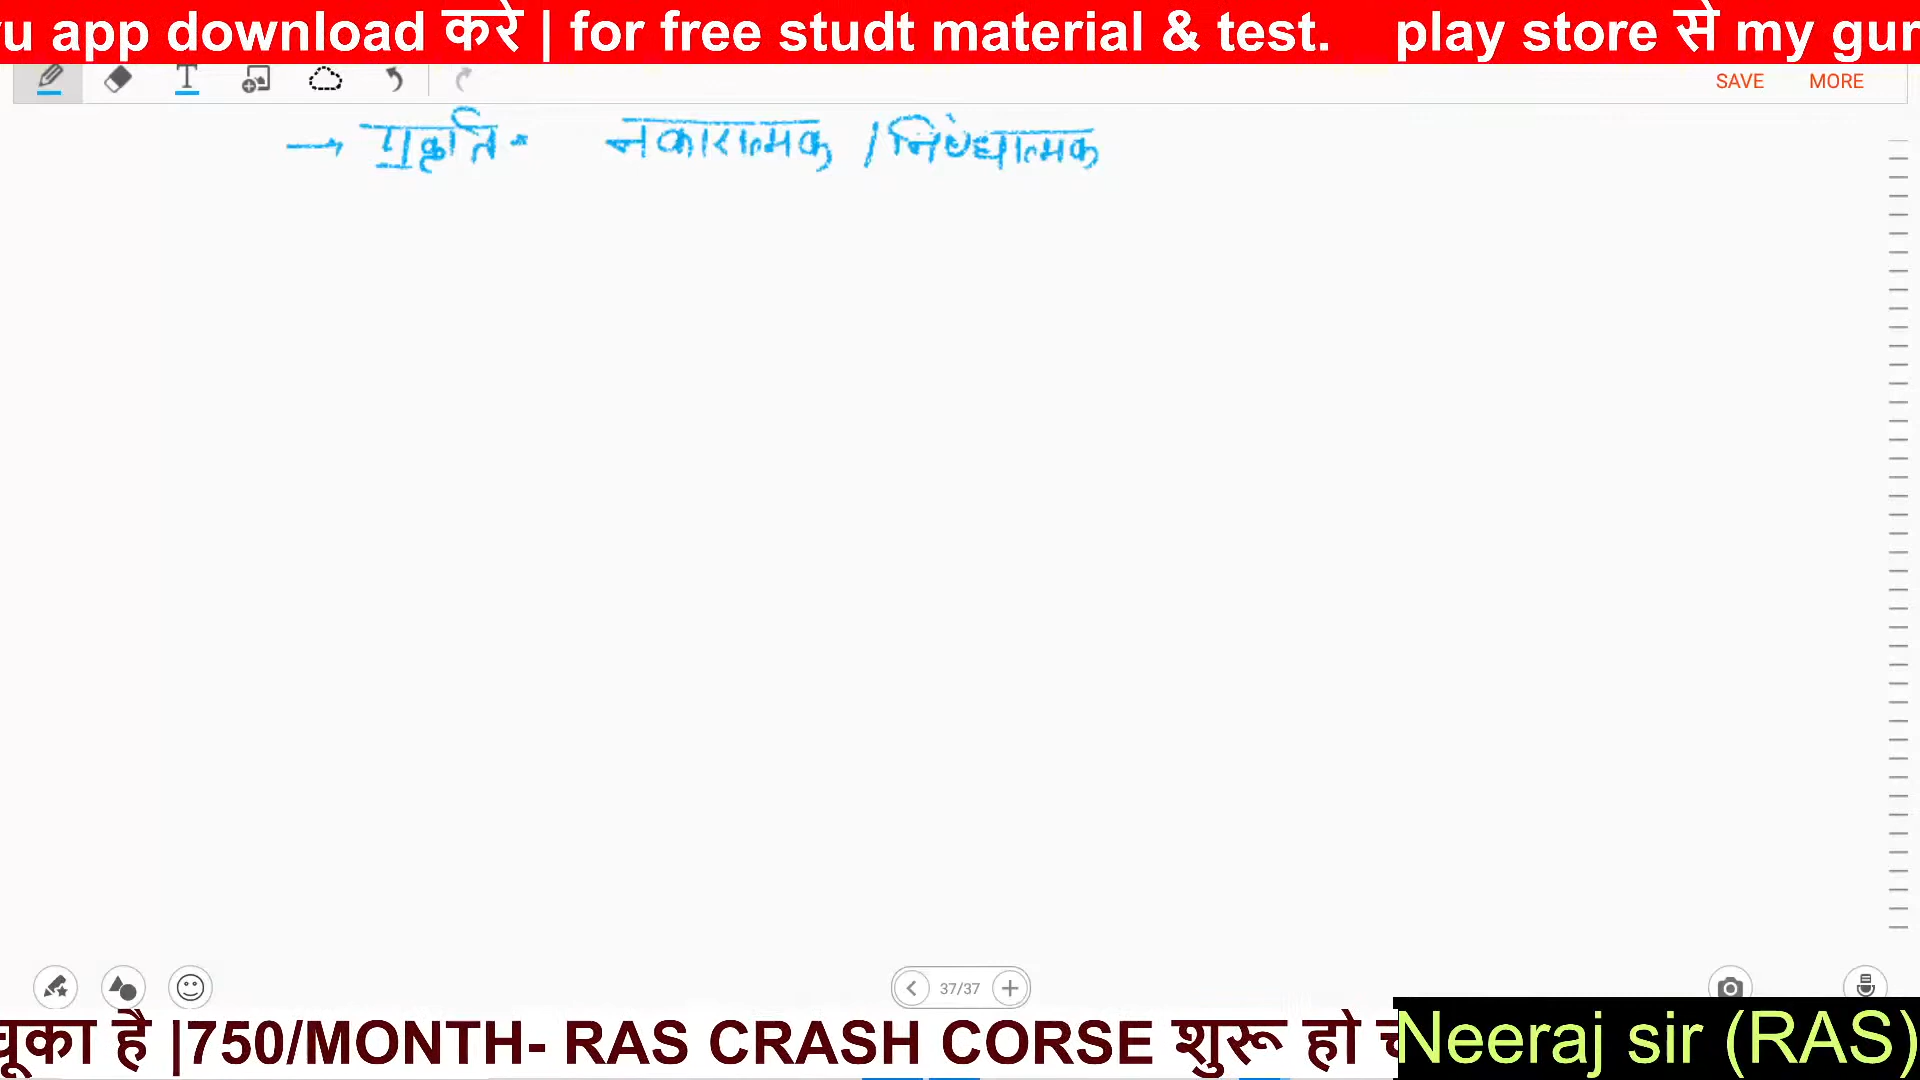 yu app download करे | for free studt material & test. play store से my gur
T SAVE MORE
→ प्रकृति - नकारात्मक / निषेधात्मक
37/37
चूका है |750/MONTH- RAS CRASH CORSE शुरू हो च
Neeraj sir (RAS)